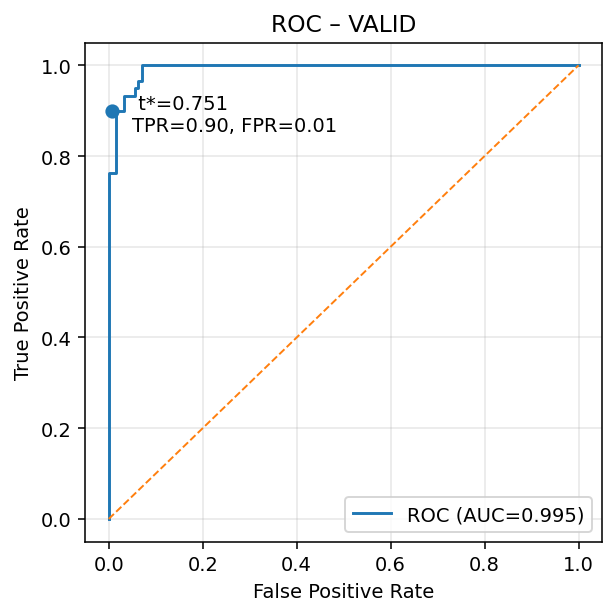 ROC – VALID
1.0
0.8
0.6
0.4
0.2
0.0
True Positive Rate
t*=0.751
TPR=0.90, FPR=0.01
ROC (AUC=0.995)
0.0 0.2 0.4 0.6 0.8 1.0
False Positive Rate